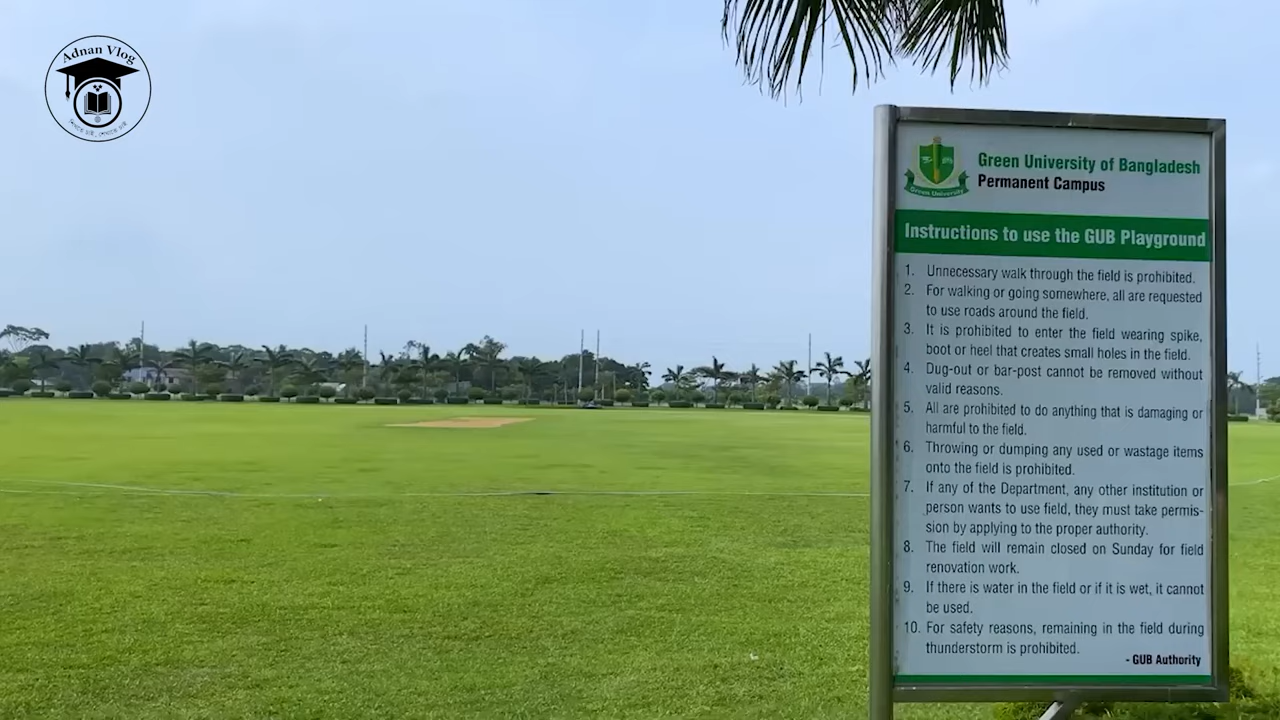 Adnan Vlog
Green University
Green University of Bangladesh
Permanent Campus
Instructions to use the GUB Playground
1. Unnecessary walk through the field is prohibited.
2. For walking or going somewhere, all are requested
to use roads around the field.
3. It is prohibited to enter the field wearing spike,
boot or heel that creates small holes in the field.
4. Dug-out or bar-post cannot be removed without
valid reasons.
5. All are prohibited to do anything that is damaging or
harmful to the field.
6. Throwing or dumping any used or wastage items
onto the field is prohibited.
7. If any of the Department, any other institution or
person wants to use field, they must take permis-
sion by applying to the proper authority.
8. The field will remain closed on Sunday for field
renovation work.
9. If there is water in the field or if it is wet, it cannot
be used.
10. For safety reasons, remaining in the field during
thunderstorm is prohibited.
- GUB Authority